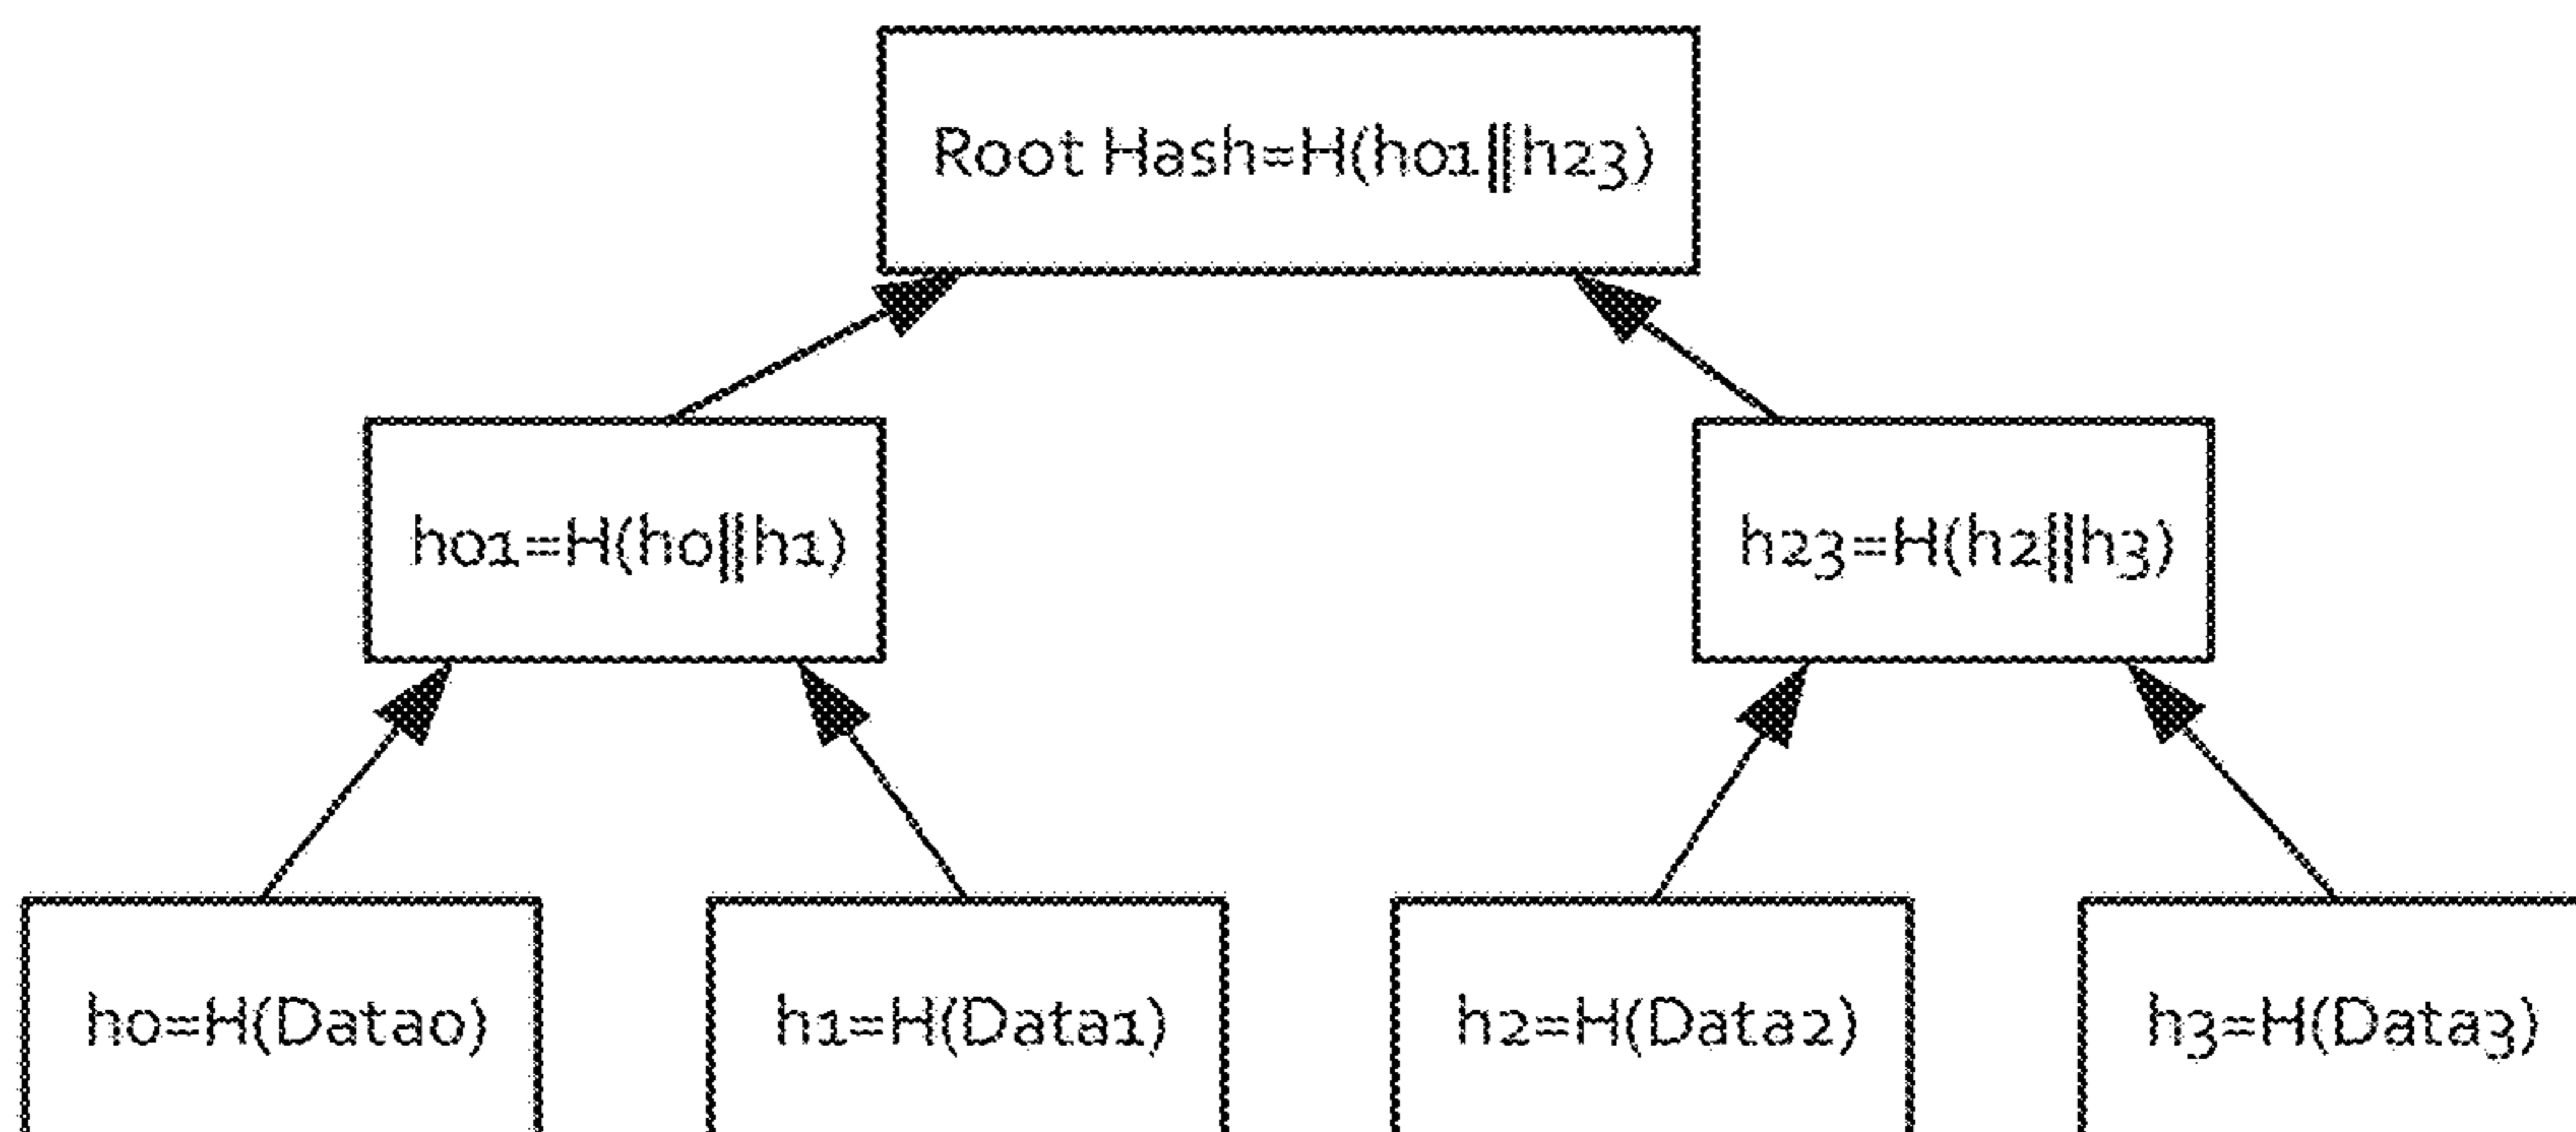 Root Hash=H(h01||h23)
h01=H(h0||h1)
h23=H(h2||h3)
h0=H(Data0)
h1=H(Data1)
h2=H(Data2)
h3=H(Data3)